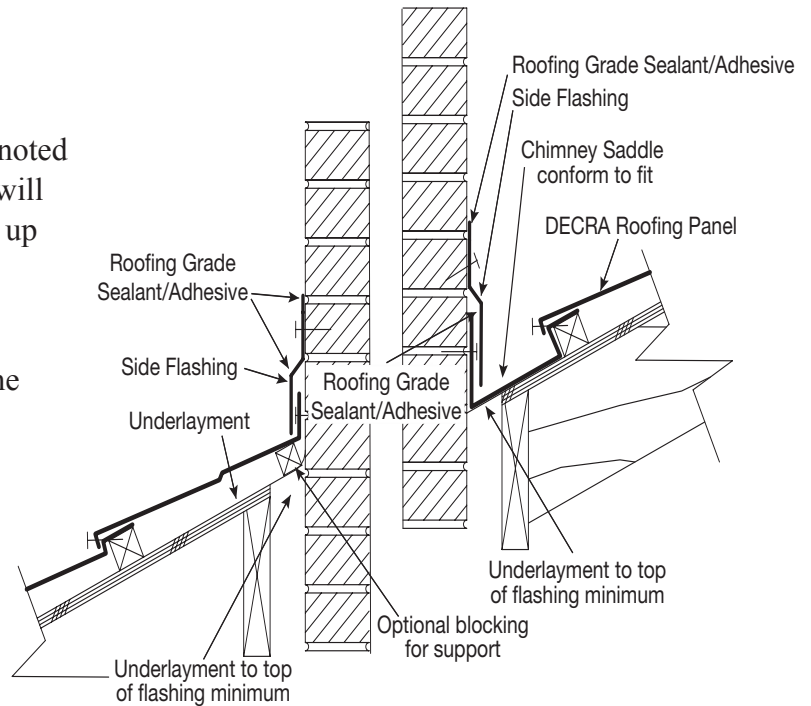 noted
will
up
ne
Roofing Grade Sealant/Adhesive
Side Flashing
Chimney Saddle
conform to fit
DECRA Roofing Panel
Roofing Grade
Sealant/Adhesive
Side Flashing
Underlayment
Roofing Grade
Sealant/Adhesive
Underlayment to top
of flashing minimum
Optional blocking
for support
Underlayment to top
of flashing minimum